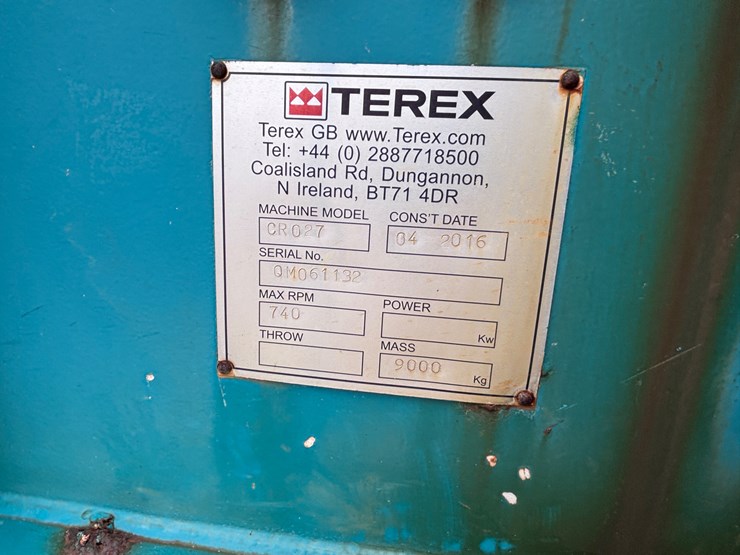 TEREX
Terex GB www.Terex.com
Tel: +44 (0) 2887718500
Coalisland Rd, Dungannon,
N Ireland, BT71 4DR
MACHINE MODEL CONS'T DATE
CR027 04 2016
SERIAL No.
QM061132
MAX RPM POWER
740 Kw
THROW MASS
9000 Kg